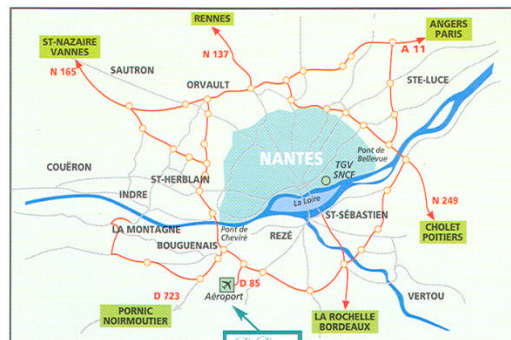 RENNES
ANGERS
PARIS
ST-NAZAIRE
VANNES
N 137
A 11
N 165
SAUTRON
ORVAULT
STE-LUCE
NANTES
Pont de
Bellevue
TGV
SNCF
COUËRON
ST-HERBLAIN
INDRE
La Loire
N 249
ST-SÉBASTIEN
LA MONTAGNE
Pont de
Cheviré
REZÉ
CHOLET
POITIERS
BOUGUENAIS
D 85
D 723
Aéroport
VERTOU
PORNIC
NOIRMOUTIER
LA ROCHELLE
BORDEAUX